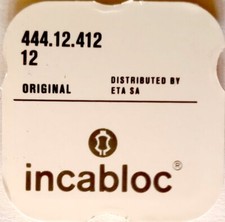 444.12.412
12
ORIGINAL DISTRIBUTED BY
ETA SA
incabloc®